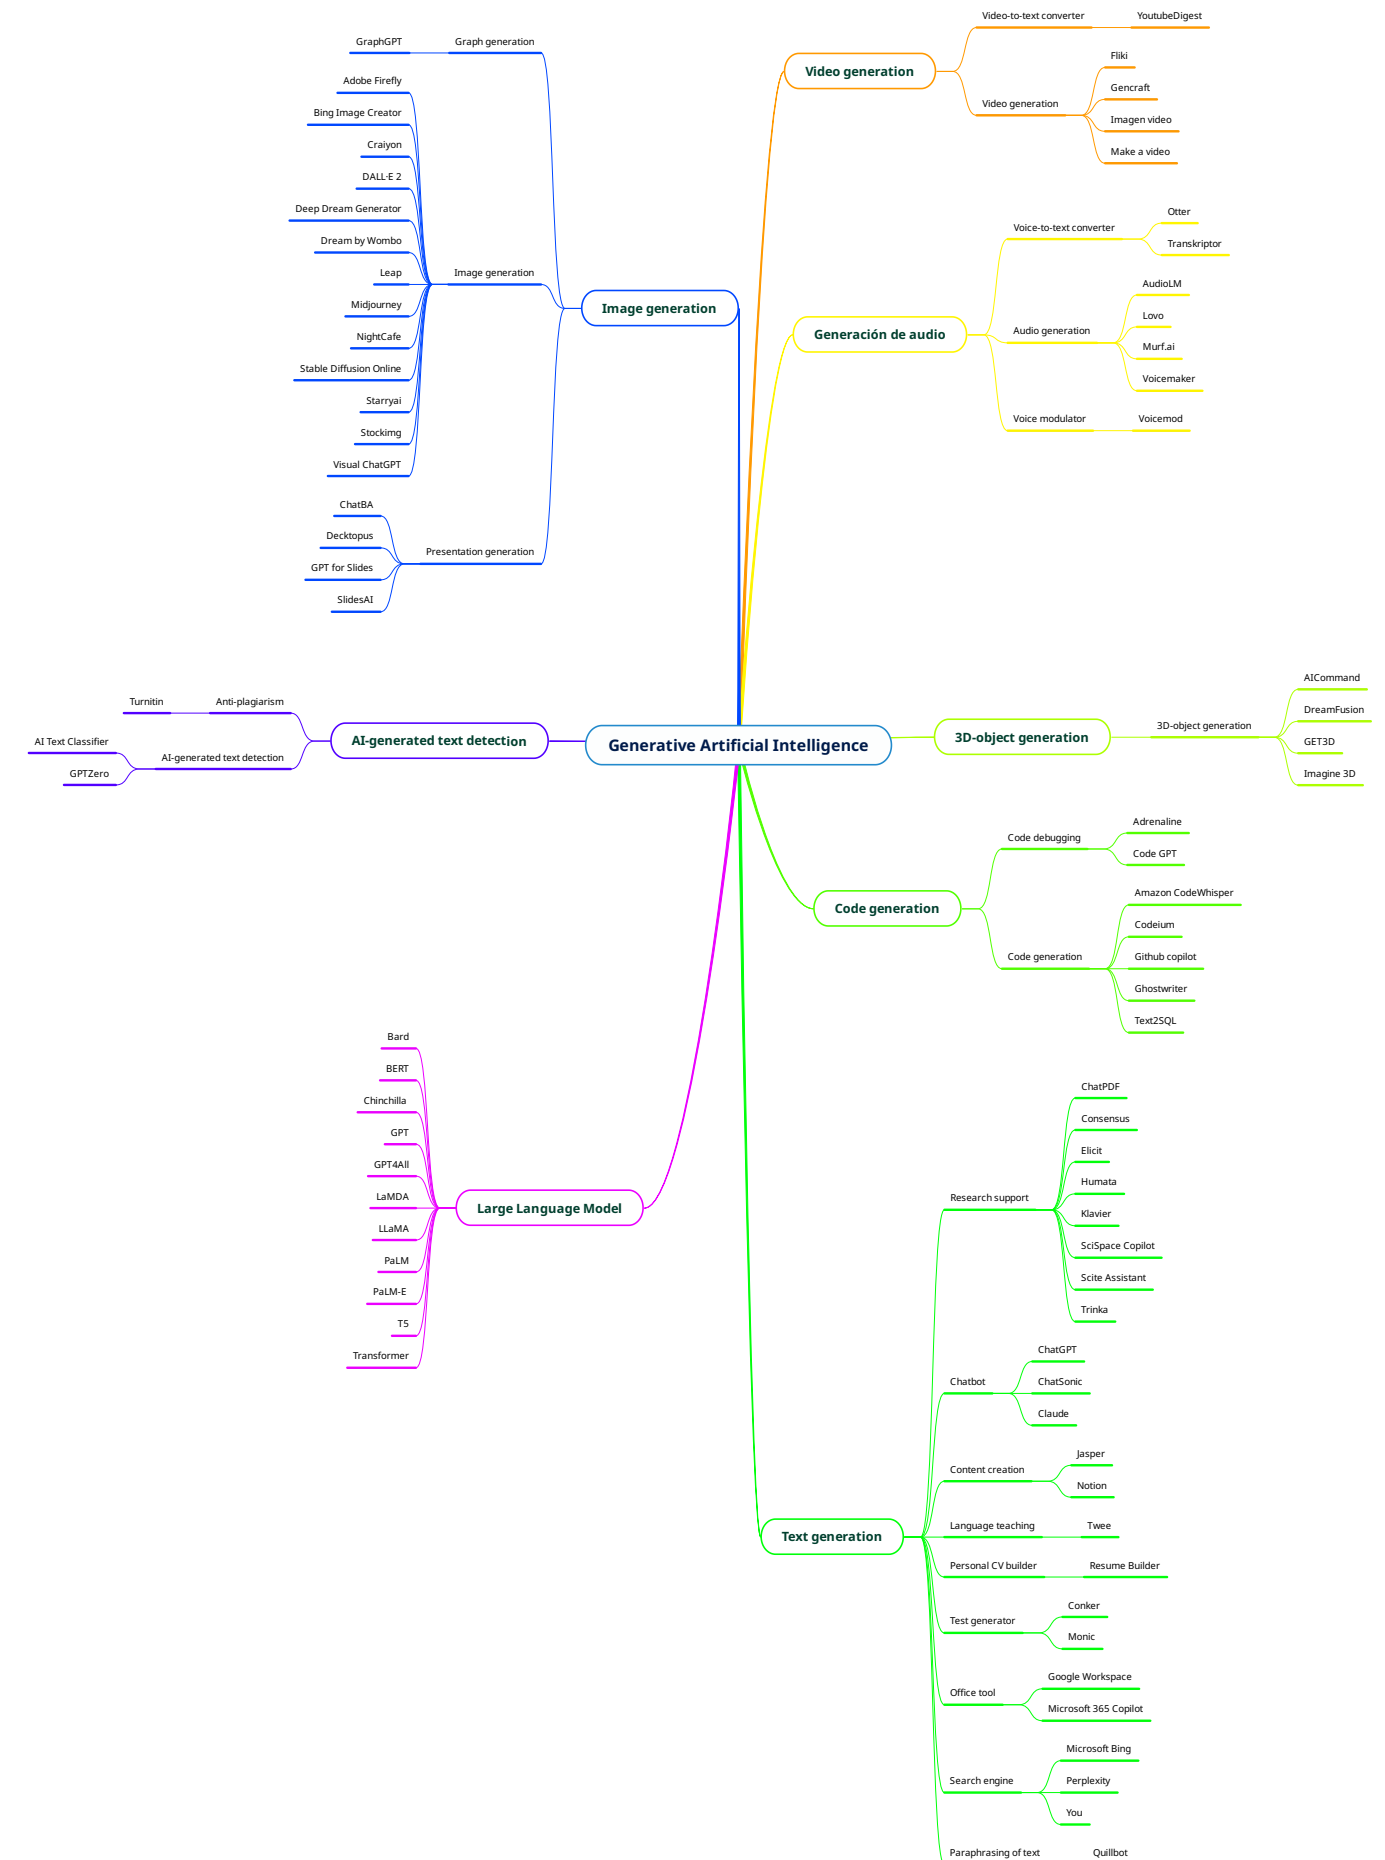 Generative Artificial Intelligence
Video generation
Video-to-text converter
YoutubeDigest
Video generation
Fliki
Gencraft
Imagen video
Make a video
Generación de audio
Voice-to-text converter
Otter
Transkriptor
Audio generation
AudioLM
Lovo
Murf.ai
Voicemaker
Voice modulator
Voicemod
3D-object generation
3D-object generation
AICommand
DreamFusion
GET3D
Imagine 3D
Code generation
Code debugging
Adrenaline
Code GPT
Code generation
Amazon CodeWhisper
Codeium
Github copilot
Ghostwriter
Text2SQL
Text generation
Research support
ChatPDF
Consensus
Elicit
Humata
Klavier
SciSpace Copilot
Scite Assistant
Trinka
Chatbot
ChatGPT
ChatSonic
Claude
Content creation
Jasper
Notion
Language teaching
Twee
Personal CV builder
Resume Builder
Test generator
Conker
Monic
Office tool
Google Workspace
Microsoft 365 Copilot
Search engine
Microsoft Bing
Perplexity
You
Paraphrasing of text
Quillbot
Image generation
Graph generation
GraphGPT
Image generation
Adobe Firefly
Bing Image Creator
Craiyon
DALL·E 2
Deep Dream Generator
Dream by Wombo
Leap
Midjourney
NightCafe
Stable Diffusion Online
Starryai
Stockimg
Visual ChatGPT
Presentation generation
ChatBA
Decktopus
GPT for Slides
SlidesAI
AI-generated text detection
Anti-plagiarism
Turnitin
AI-generated text detection
AI Text Classifier
GPTZero
Large Language Model
Bard
BERT
Chinchilla
GPT
GPT4All
LaMDA
LLaMA
PaLM
PaLM-E
T5
Transformer